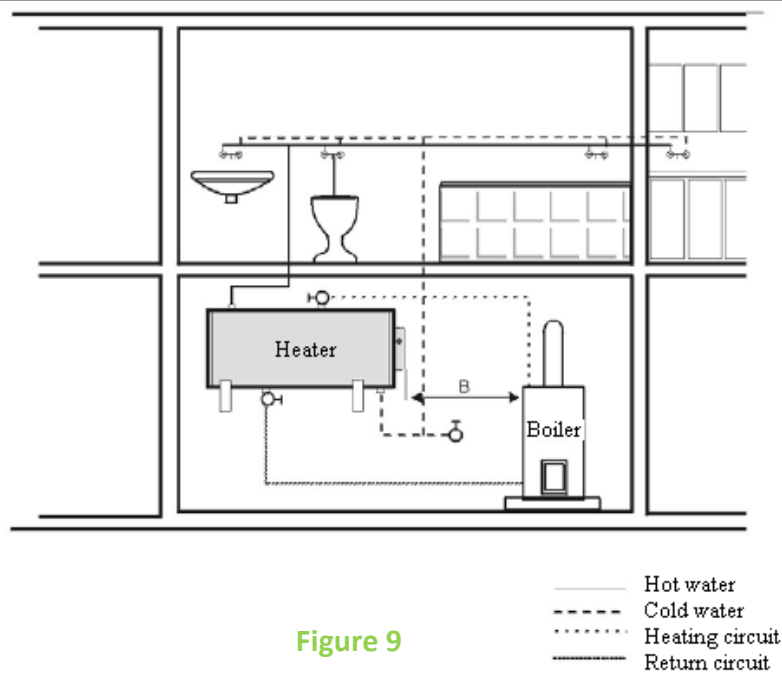 Heater
B
Boiler
Hot water
Cold water
Heating circuit
Return circuit
Figure 9